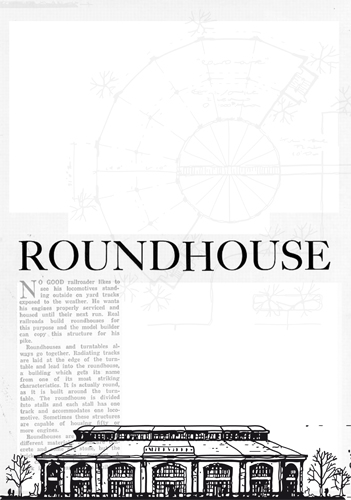 ROUNDHOUSE
NO GOOD railroader likes to
see his locomotives stand-
ing outside on yard tracks
exposed to the weather. He wants
his engines properly serviced and
housed until their next run. Real
railroads build roundhouses for
this purpose and the model builder
can copy this structure for his
pike.
Roundhouses and turntables al-
ways go together. Radiating tracks
are laid at the edge of the turn-
table and lead into the roundhouse,
a building which gets its name
from one of its most striking
characteristics. It is actually round,
as it is built around the turn-
table. The roundhouse is divided
into stalls and each stall has one
track and accommodates one loco-
motive. Sometimes these structures
are capable of housing fifty or
more engines.
Roundhouses are
different material